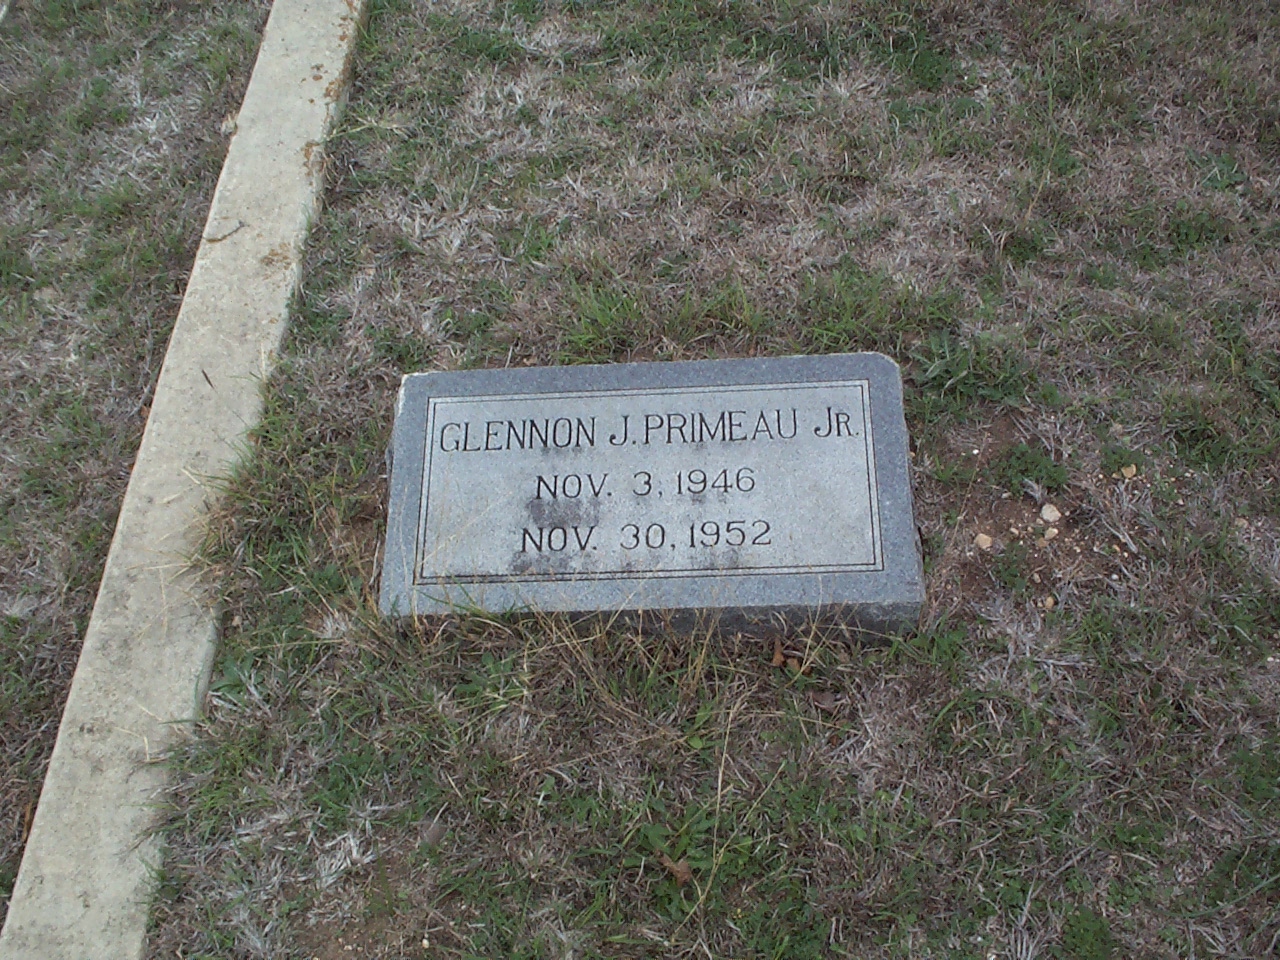 GLENNON J. PRIMEAU JR.
NOV. 3, 1946
NOV. 30, 1952